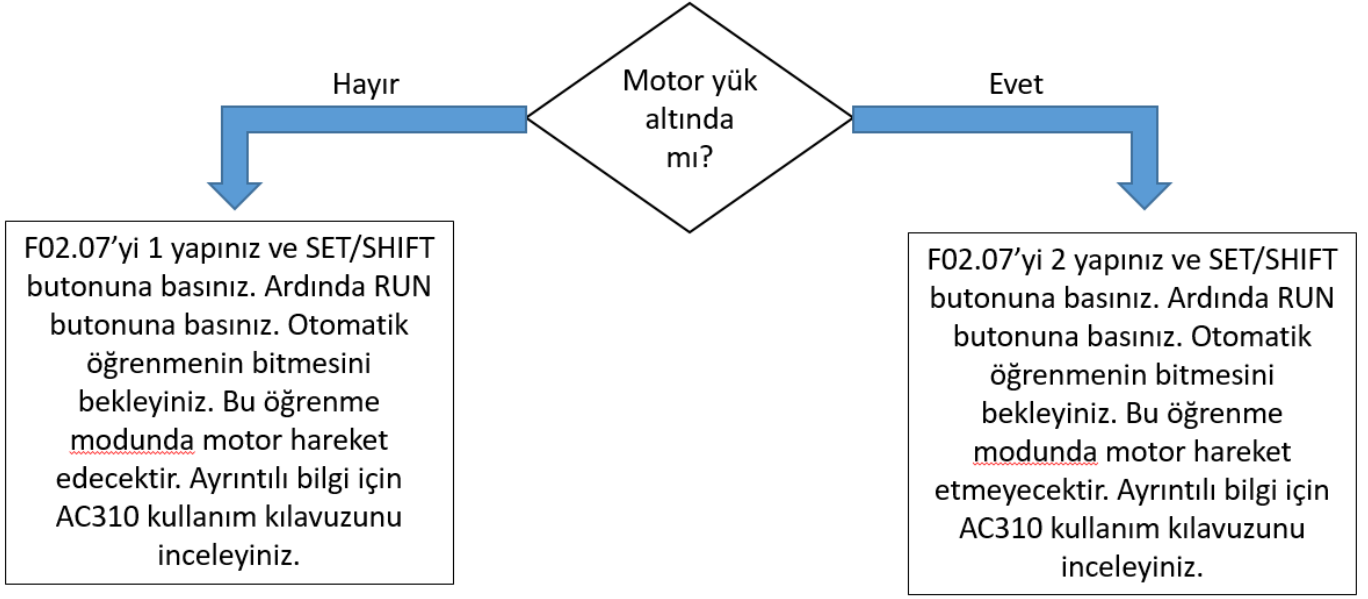 Hayır
Motor yük
altında
mı?
Evet
F02.07’yi 1 yapınız ve SET/SHIFT
butonuna basınız. Ardında RUN
butonuna basınız. Otomatik
öğrenmenin bitmesini
bekleyiniz. Bu öğrenme
modunda motor hareket
edecektir. Ayrıntılı bilgi için
AC310 kullanım kılavuzunu
inceleyiniz.
F02.07’yi 2 yapınız ve SET/SHIFT
butonuna basınız. Ardında RUN
butonuna basınız. Otomatik
öğrenmenin bitmesini
bekleyiniz. Bu öğrenme
modunda motor hareket
etmeyecektir. Ayrıntılı bilgi için
AC310 kullanım kılavuzunu
inceleyiniz.